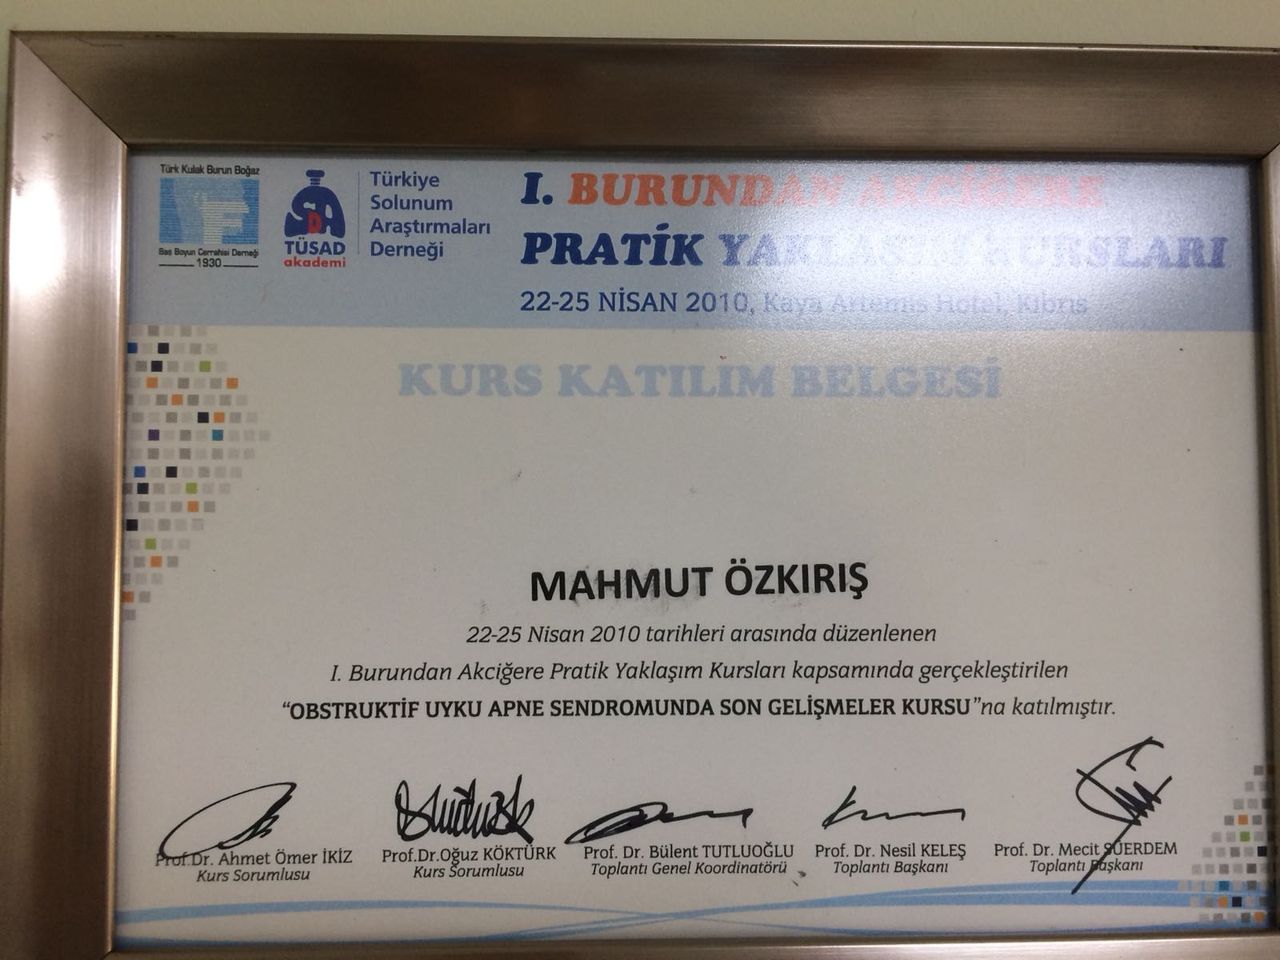 Türk Kulak Burun Boğaz
Baş Boyun Cerrahisi Derneği
1930
TÜSAD
akademi
Türkiye
Solunum
Araştırmaları
Derneği
I. BURUNDAN AKCİĞERE
PRATİK YAKLAŞIM KURSLARI
22-25 NİSAN 2010, Kaya Artemis Hotel, Kıbrıs
KURS KATILIM BELGESİ
MAHMUT ÖZKIRIŞ
22-25 Nisan 2010 tarihleri arasında düzenlenen
I. Burundan Akciğere Pratik Yaklaşım Kursları kapsamında gerçekleştirilen
“OBSTRUKTİF UYKU APNE SENDROMUNDA SON GELİŞMELER KURSU”na katılmıştır.
Prof.Dr. Ahmet Ömer İKİZ
Kurs Sorumlusu
Prof.Dr.Oğuz KÖKTÜRK
Kurs Sorumlusu
Prof. Dr. Bülent TUTLUOĞLU
Toplantı Genel Koordinatörü
Prof. Dr. Nesil KELEŞ
Toplantı Başkanı
Prof. Dr. Mecit SÜERDEM
Toplantı Başkanı